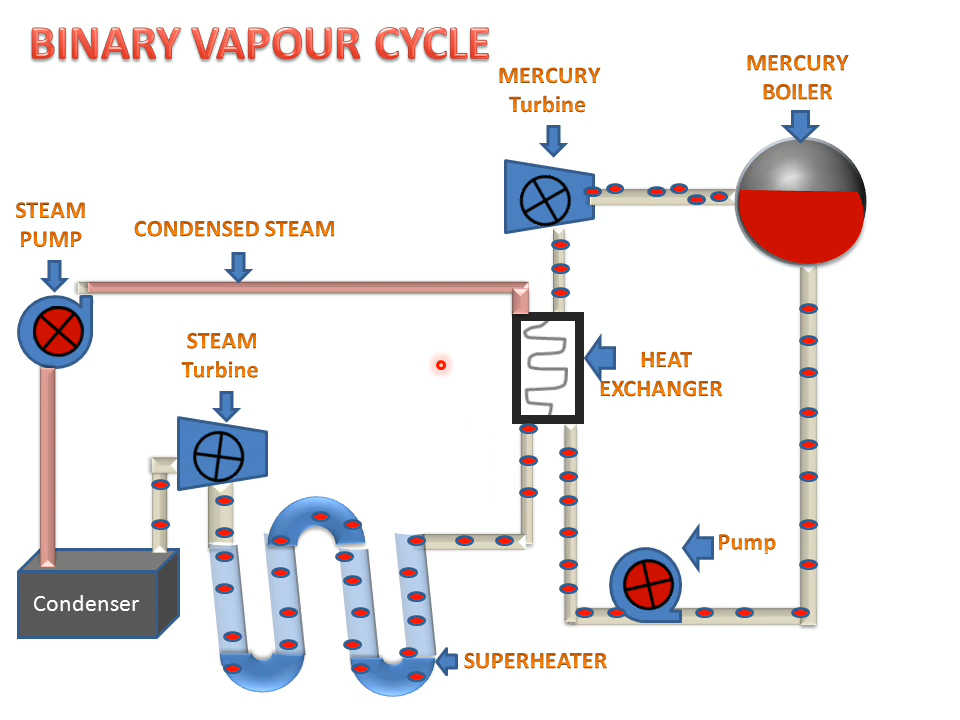 BINARY VAPOUR CYCLE
MERCURY
Turbine
MERCURY
BOILER
STEAM
PUMP
CONDENSED STEAM
STEAM
Turbine
HEAT
EXCHANGER
Pump
Condenser
SUPERHEATER